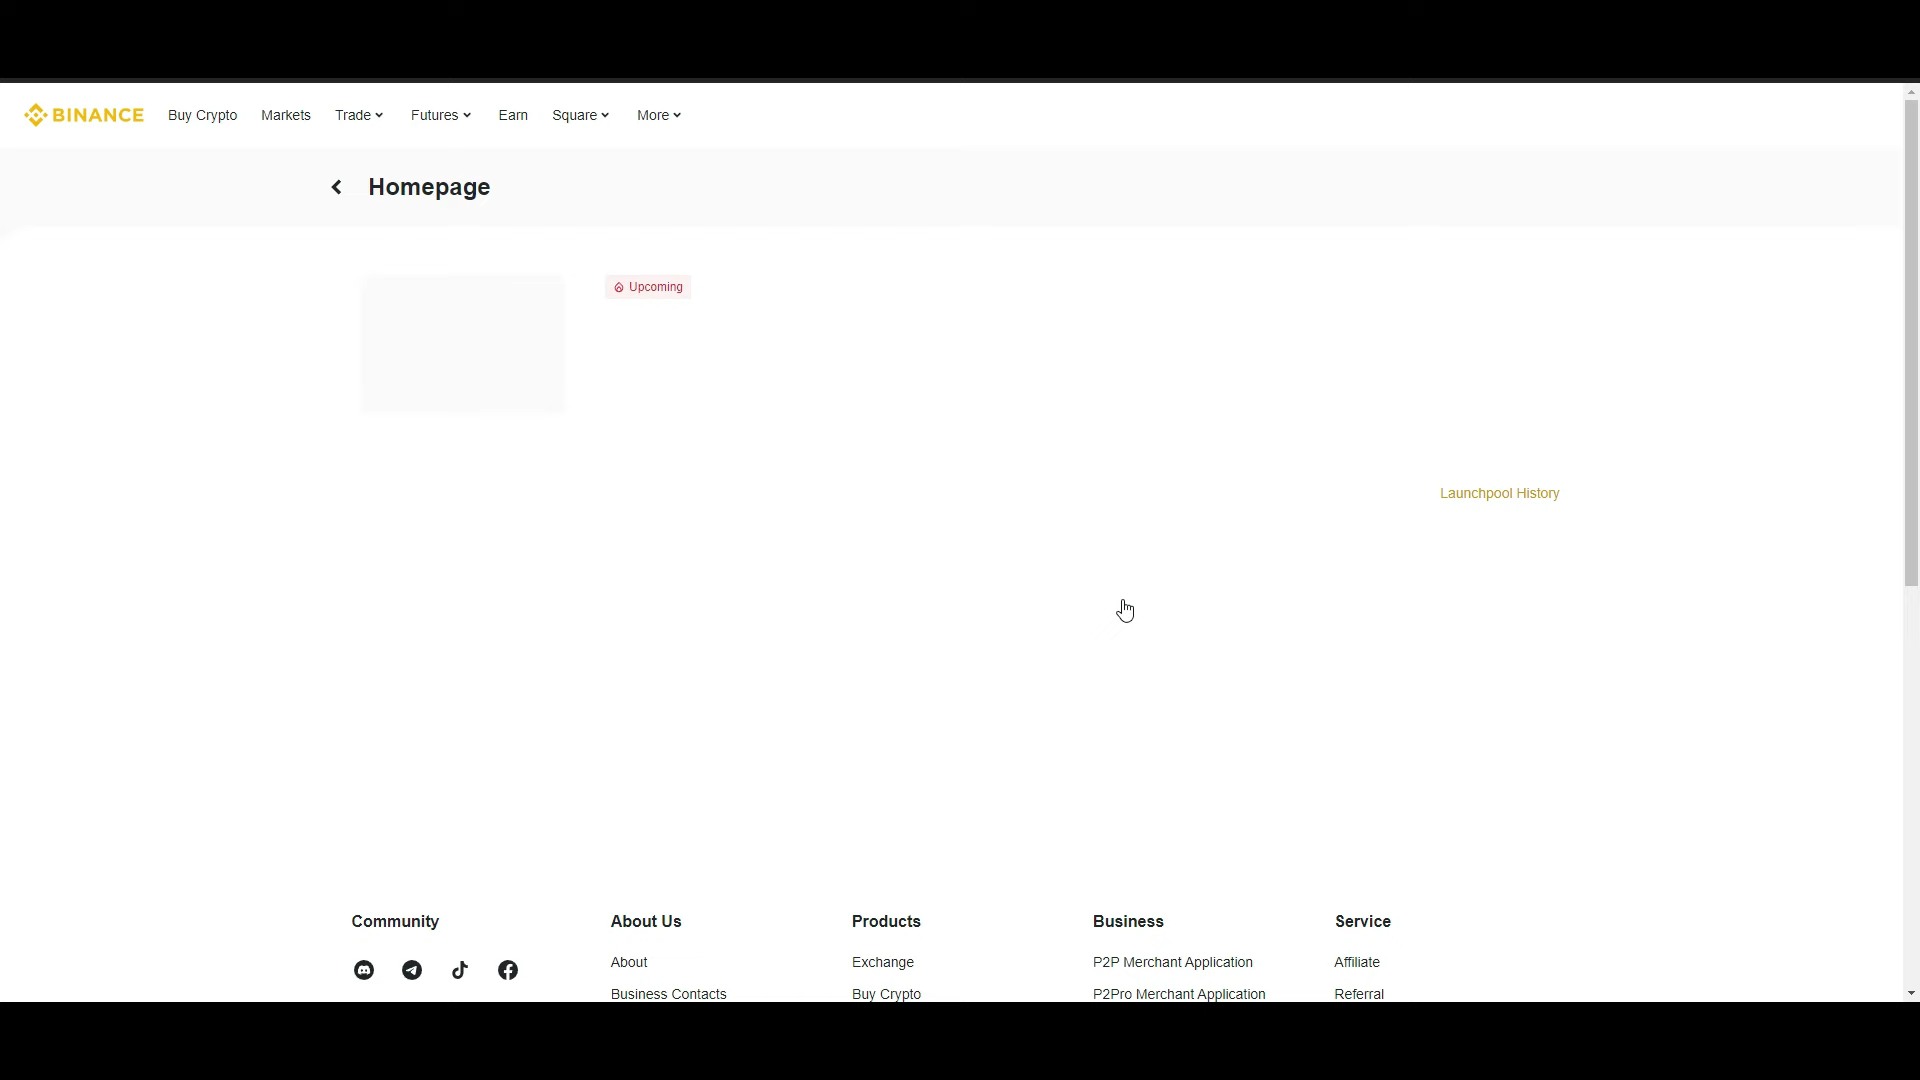 BINANCE Buy Crypto Markets Trade Futures Earn Square More
Homepage
Upcoming
Launchpool History
Community About Us Products Business Service
About Exchange P2P Merchant Application Affiliate
Business Contacts Buy Crypto P2Pro Merchant Application Referral